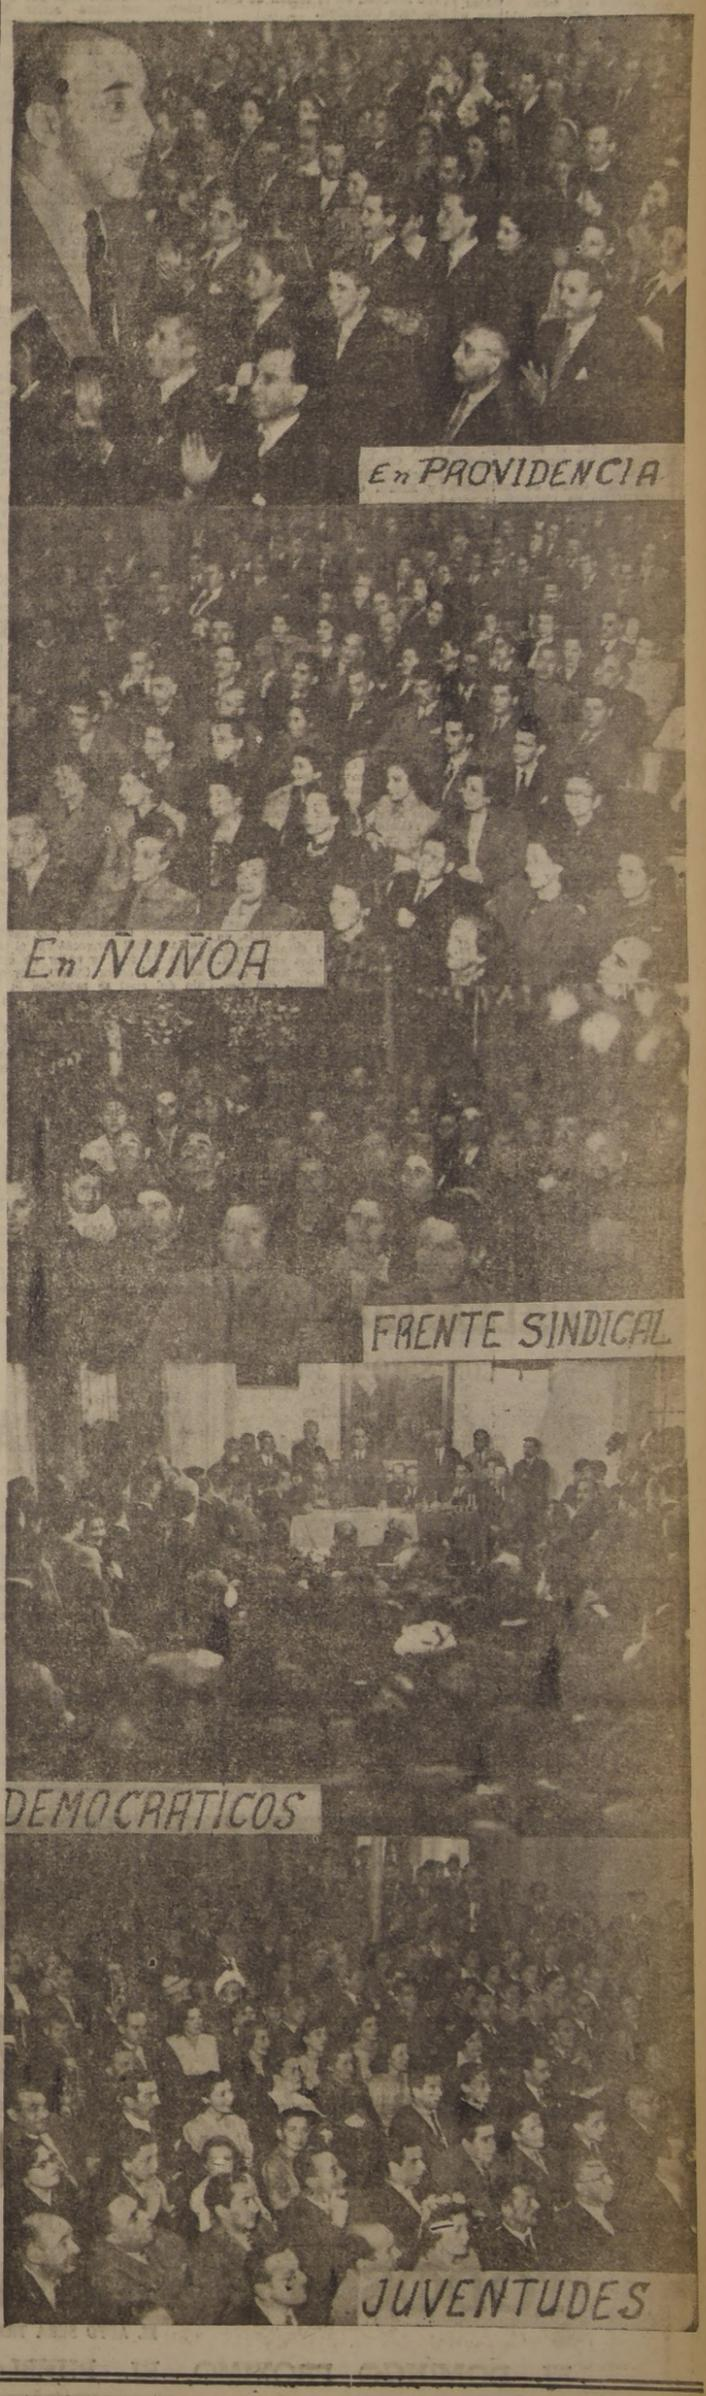 En PROVIDENCIA
En ÑUÑOA
FRENTE SINDICAL
DEMOCRATICOS
JUVENTUDES